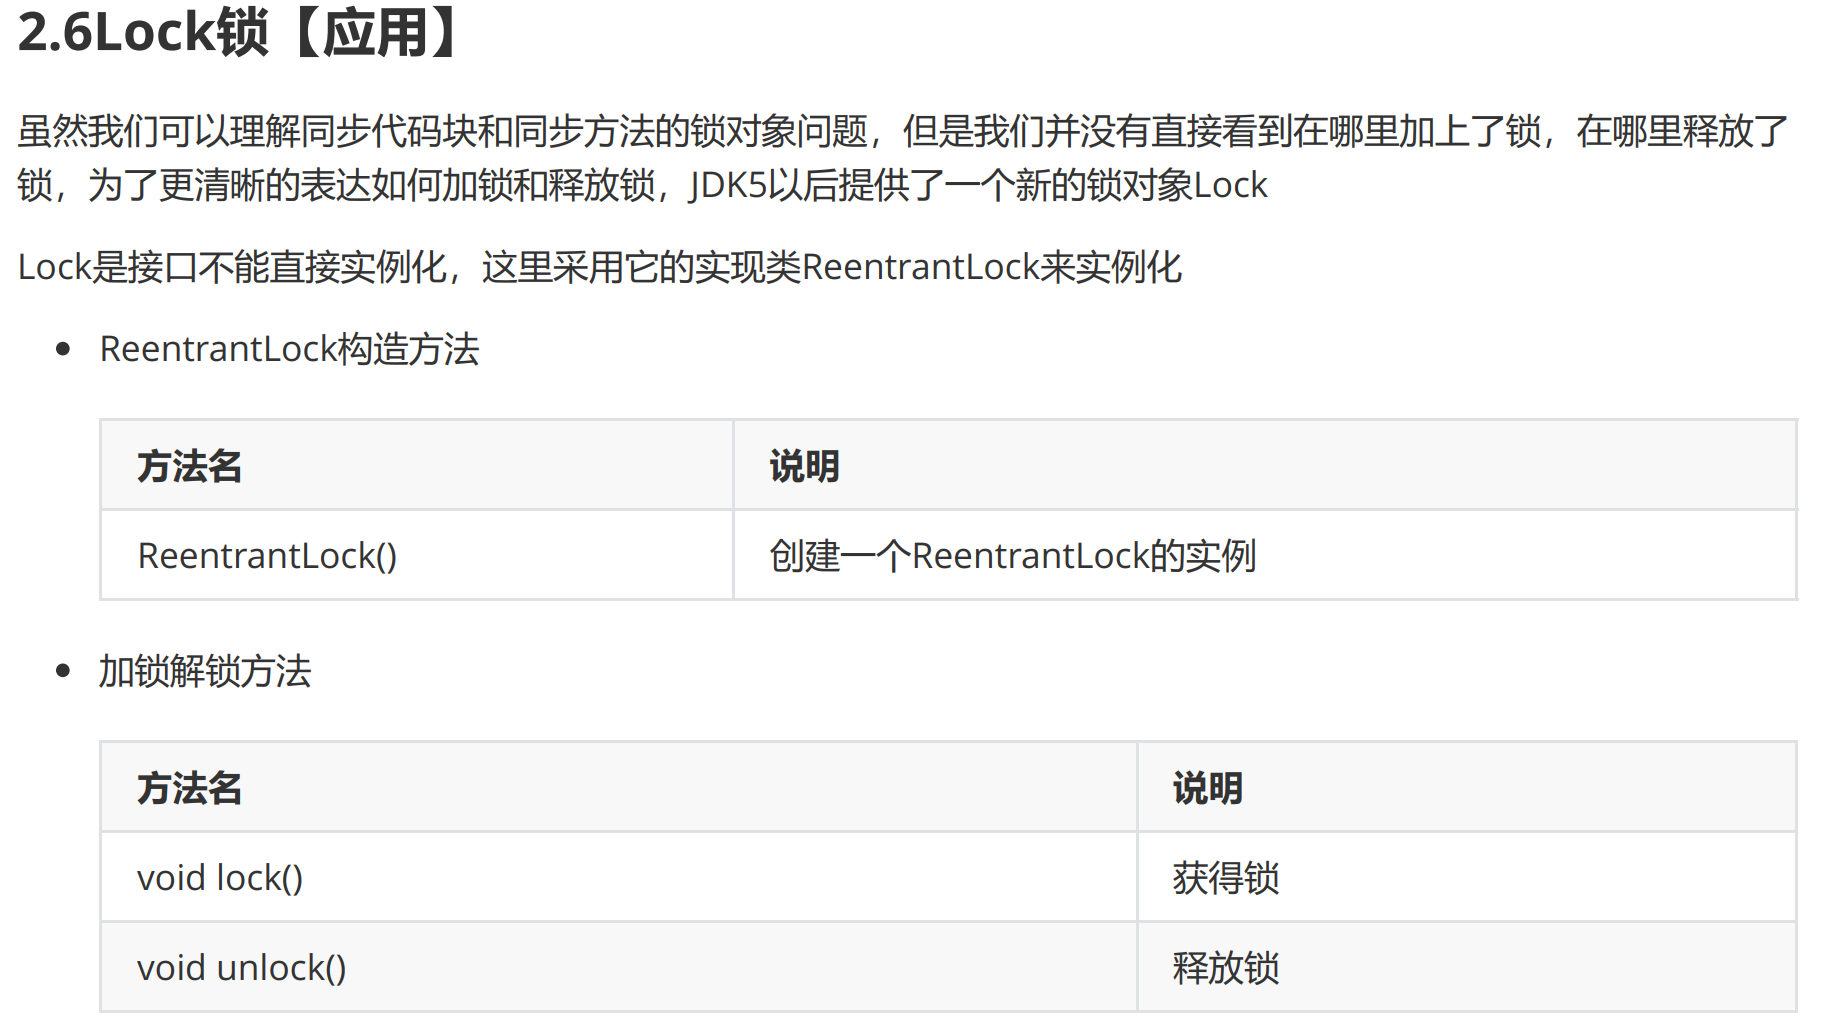 2.6Lock锁【应用】
虽然我们可以理解同步代码块和同步方法的锁对象问题，但是我们并没有直接看到在哪里加上了锁，在哪里释放了
锁，为了更清晰的表达如何加锁和释放锁，JDK5以后提供了一个新的锁对象Lock
Lock是接口不能直接实例化，这里采用它的实现类ReentrantLock来实例化
ReentrantLock构造方法
方法名 说明
ReentrantLock() 创建一个ReentrantLock的实例
加锁解锁方法
方法名 说明
void lock() 获得锁
void unlock() 释放锁